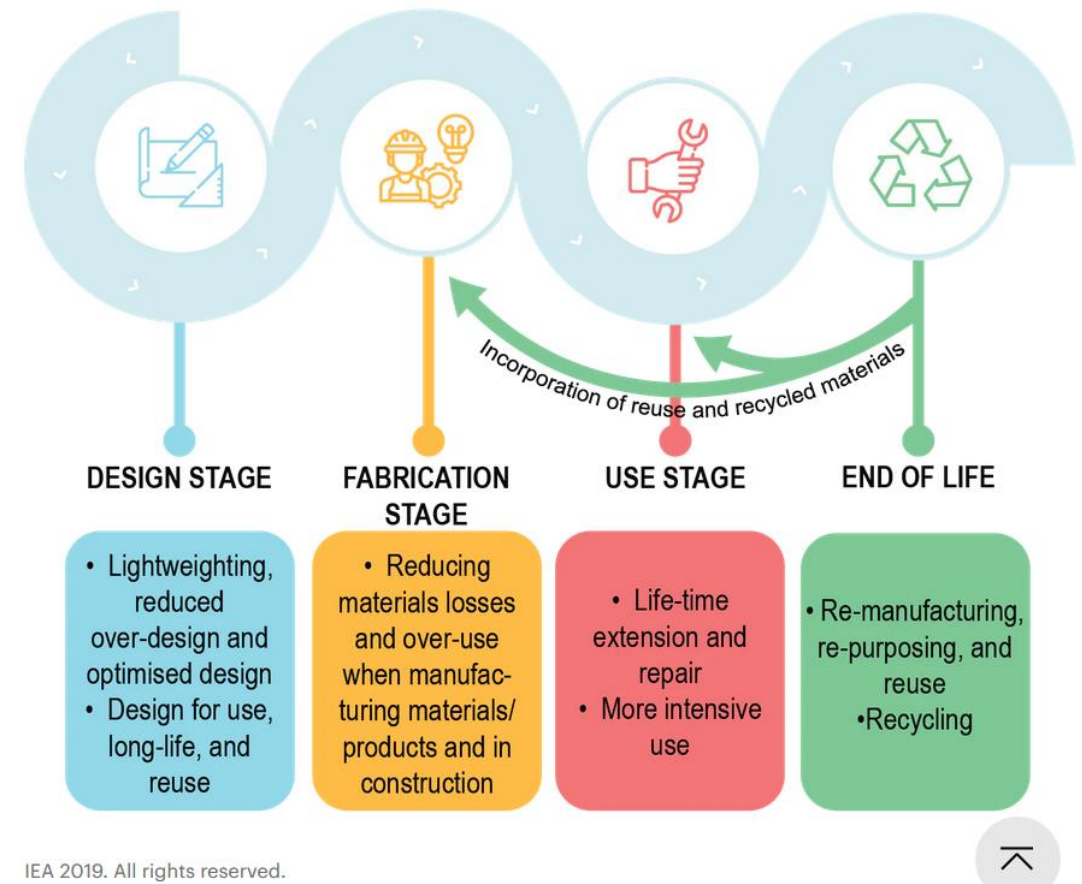 Incorporation of reuse and recycled materials
DESIGN STAGE
• Lightweighting,
reduced
over-design and
optimised design
• Design for use,
long-life, and
reuse
FABRICATION
STAGE
• Reducing
materials losses
and over-use
when manufac-
turing materials/
products and in
construction
USE STAGE
• Life-time
extension and
repair
• More intensive
use
END OF LIFE
• Re-manufacturing,
re-purposing, and
reuse
•Recycling
IEA 2019. All rights reserved.